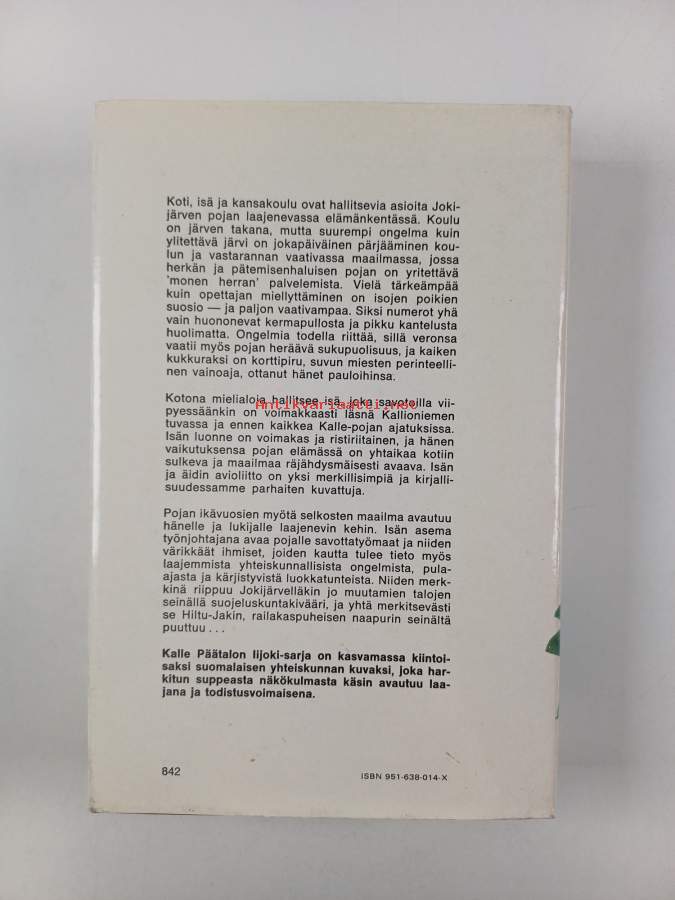 Koti, isä ja kansakoulu ovat hallitsevia asioita Joki-
järven pojan laajenevassa elämänkentässä. Koulu
on järven takana, mutta suurempi ongelma kuin
ylitettävä järvi on jokapäiväinen pärjääminen kou-
lun ja vastarannan vaativassa maailmassa, jossa
herkän ja pätemisenhaluisen pojan on yritettävä
'monen herran' palvelemista. Vielä tärkeämpää
kuin opettajan miellyttäminen on isojen poikien
suosio — ja paljon vaativampaa. Siksi numerot yhä
vain huononevat kermapullosta ja pikku kantelusta
huolimatta. Ongelmia todella riittää, sillä veronsa
vaatii myös pojan heräävä sukupuolisuus, ja kaiken
kukkuraksi on korttipiru, suvun miesten perinteelli-
nen vainoaja, ottanut hänet pauloihinsa.
Kotona mielialoja hallitsee isä, joka savotoilla vii-
pyessäänkin on voimakkaasti läsnä Kallioniemen
tuvassa ja ennen kaikkea Kalle-pojan ajatuksissa.
Isän luonne on voimakas ja ristiriitainen, ja hänen
vaikutuksensa pojan elämässä on yhtaikaa kotiin
sulkeva ja maailmaa räjähdysmäisesti avaava. Isän
ja äidin avioliitto on yksi merkillisimpiä ja kirjalli-
suudessamme parhaiten kuvattuja.
Pojan ikävuosien myötä selkosten maailma avautuu
hänelle ja lukijalle laajenevin kehin. Isän asema
työnjohtajana avaa pojalle savottatyömaat ja niiden
värikkäät ihmiset, joiden kautta tulee tieto myös
laajemmista yhteiskunnallisista ongelmista, pula-
ajasta ja kärjistyvistä luokkatunteista. Niiden merk-
kinä riippuu Jokijärvelläkin jo muutamien talojen
seinällä suojeluskuntakivääri, ja yhtä merkitsevästi
se Hiltu-Jakin, railakaspuheisen naapurin seinältä
puuttuu . . .
Kalle Päätalon Iijoki-sarja on kasvamassa kiintoi-
saksi suomalaisen yhteiskunnan kuvaksi, joka har-
kitun suppeasta näkökulmasta käsin avautuu laa-
jana ja todistusvoimaisena.
842
ISBN 951-638-014-X
Antikvariaatti.net